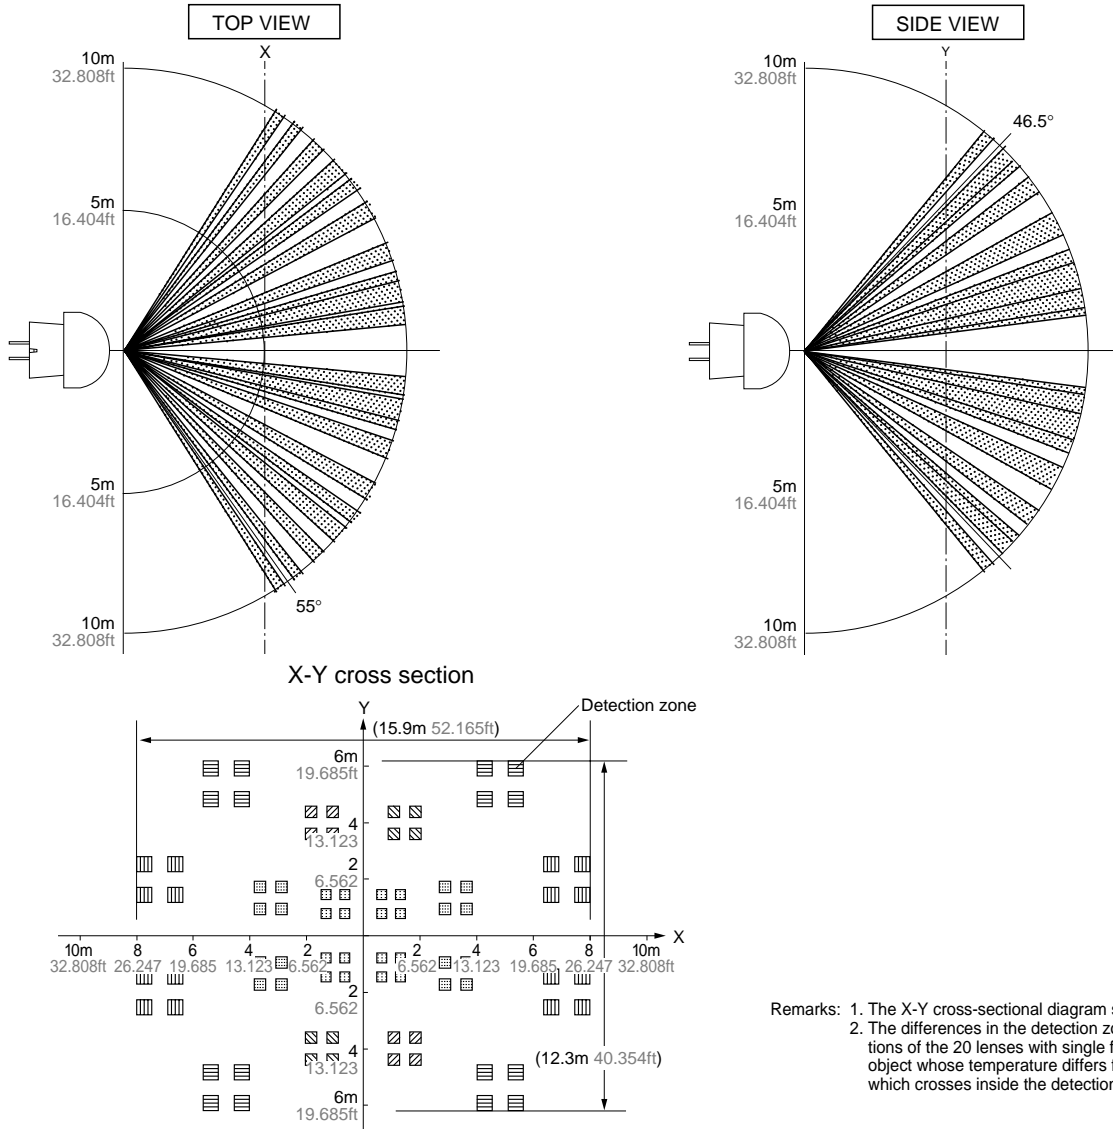 TOP VIEW
X
10m
32.808ft
5m
16.404ft
5m
16.404ft
10m
32.808ft
55°
SIDE VIEW
Y
10m
32.808ft
46.5°
5m
16.404ft
5m
16.404ft
10m
32.808ft
X-Y cross section
Y
Detection zone
(15.9m 52.165ft)
6m
19.685ft
4
13.123
2
6.562
X
10m 8 6 4 2 2 4 6 8 10m
32.808ft 26.247 19.685 13.123 6.562 6.562 13.123 19.685 26.247 32.808ft
2
6.562
4
13.123
(12.3m 40.354ft)
6m
19.685ft
Remarks: 1. The X-Y cross-sectional diagram
2. The differences in the detection
tions of the 20 lenses with single
object whose temperature differs
which crosses inside the detection